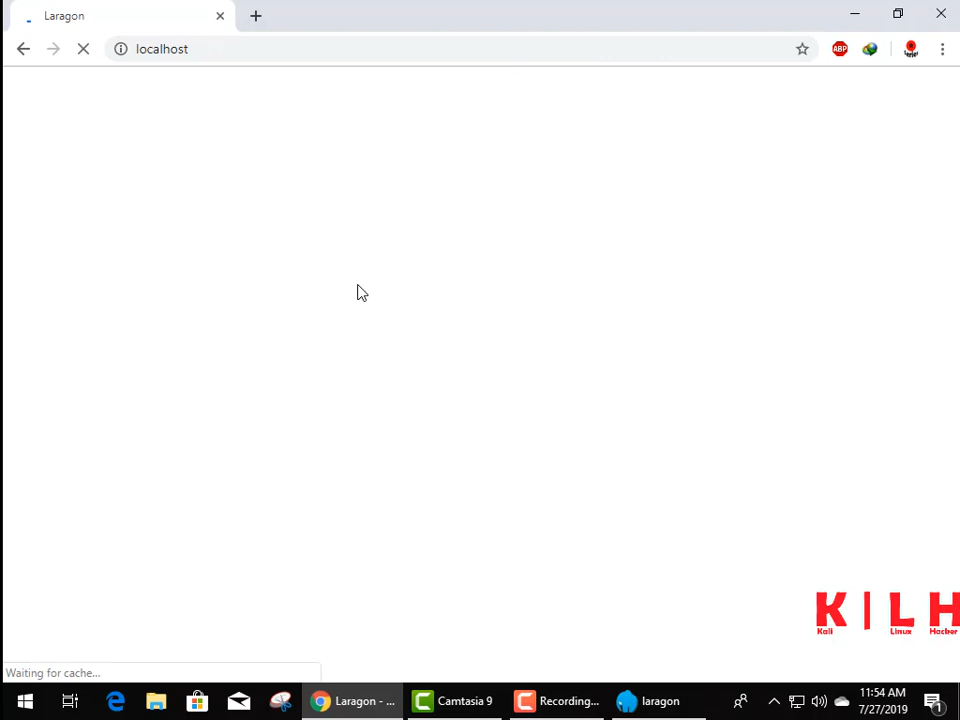 Laragon
localhost
ABP
K | L H
Kali Linux Hacker
Waiting for cache...
Laragon - ... Camtasia 9 Recording... laragon
11:54 AM
7/27/2019
1